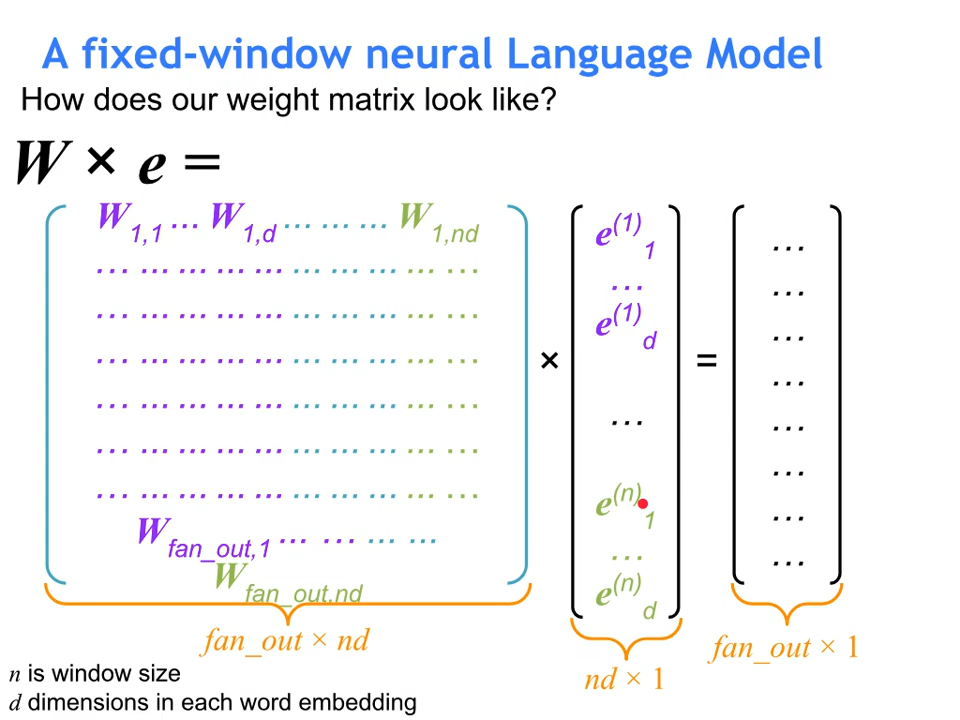 A fixed-window neural Language Model
How does our weight matrix look like?
W × e =
W1,1 ... W1,d ... ... ... W1,nd
... ... ... ... ... ... ... ... ... ...
... ... ... ... ... ... ... ... ... ...
... ... ... ... ... ... ... ... ... ...
... ... ... ... ... ... ... ... ... ...
... ... ... ... ... ... ... ... ... ...
... ... ... ... ... ... ... ... ... ...
Wfan_out,1 ... ... ... ...
Wfan_out,nd
fan_out × nd
×
e(1)1
...
e(1)d
...
e(n)1
...
e(n)d
nd × 1
=
...
...
...
...
...
...
...
...
fan_out × 1
n is window size
d dimensions in each word embedding